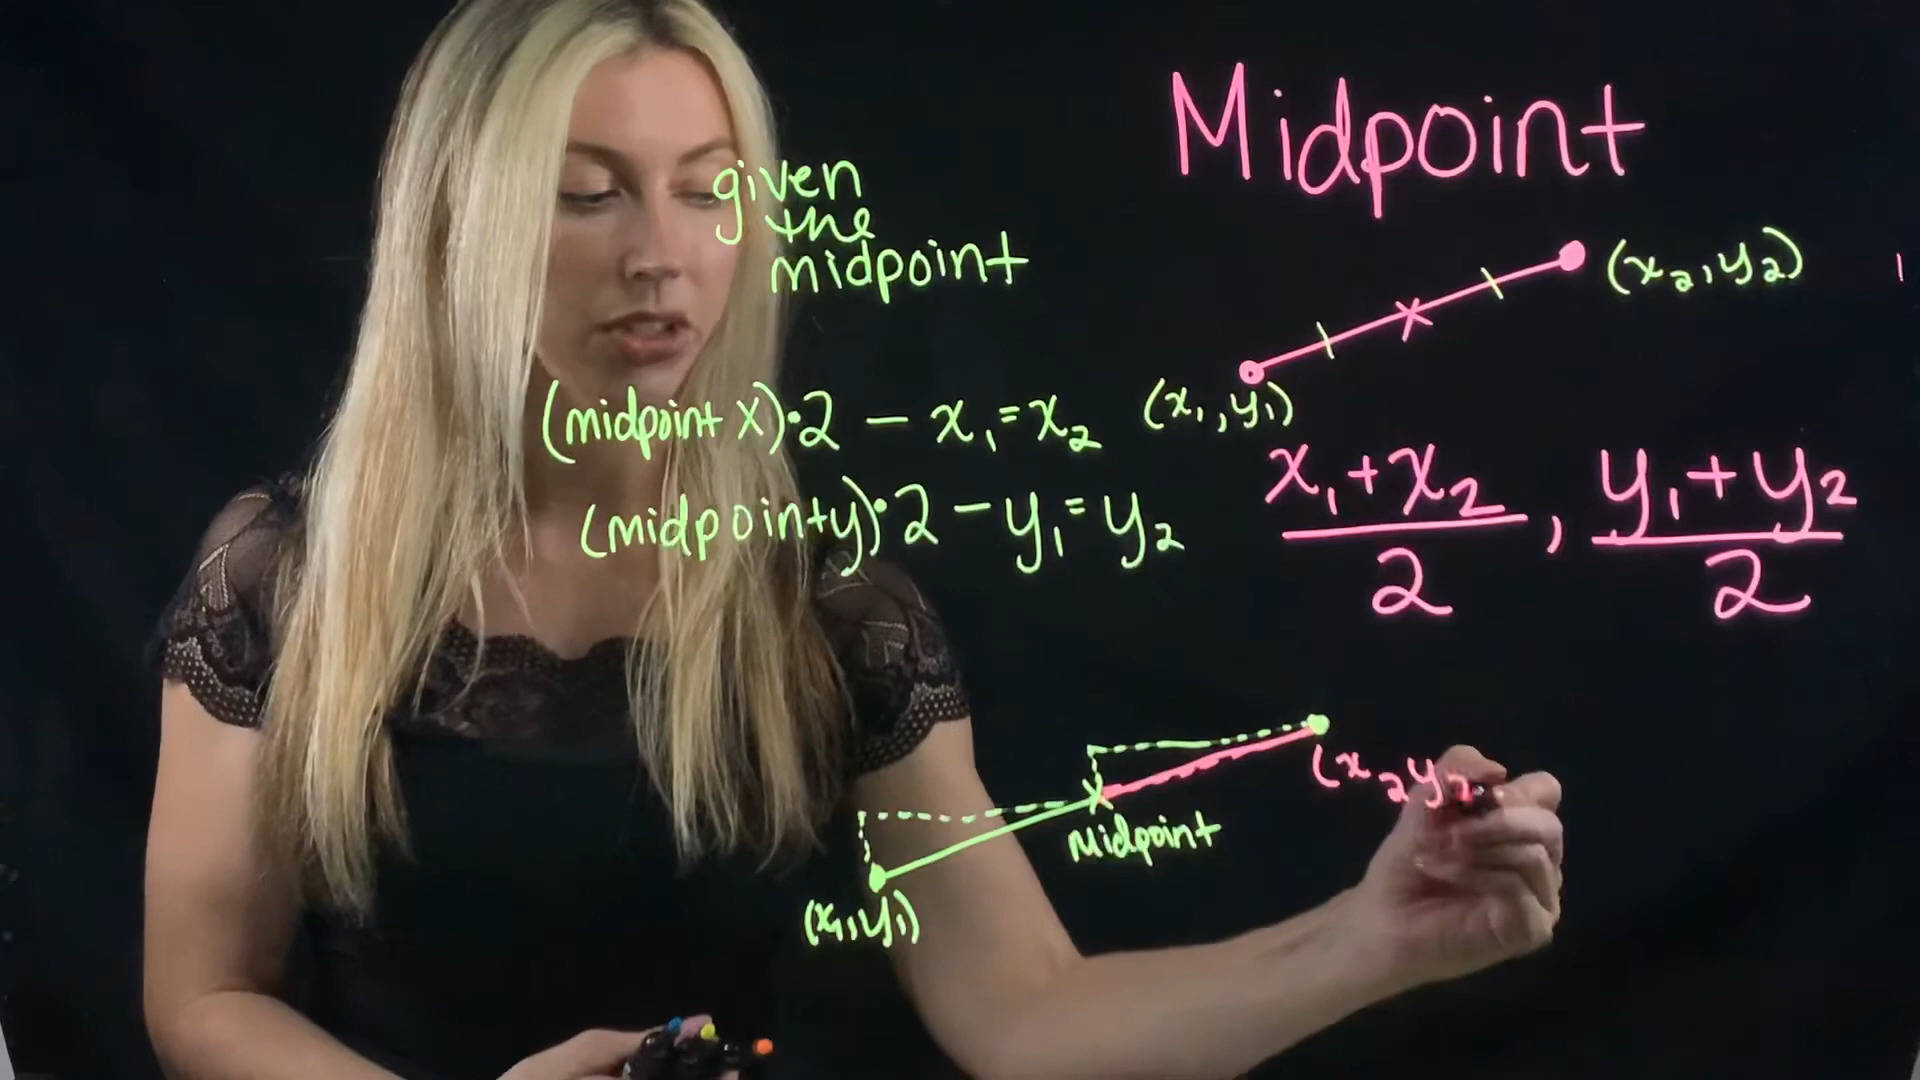 Midpoint
given
the
midpoint
(x₂, y₂)
(x₁, y₁)
(midpoint x)·2 − x₁ = x₂
(midpoint y)·2 − y₁ = y₂
x₁ + x₂ / 2 , y₁ + y₂ / 2
(x₂ y₂
Midpoint
(x₁, y₁)